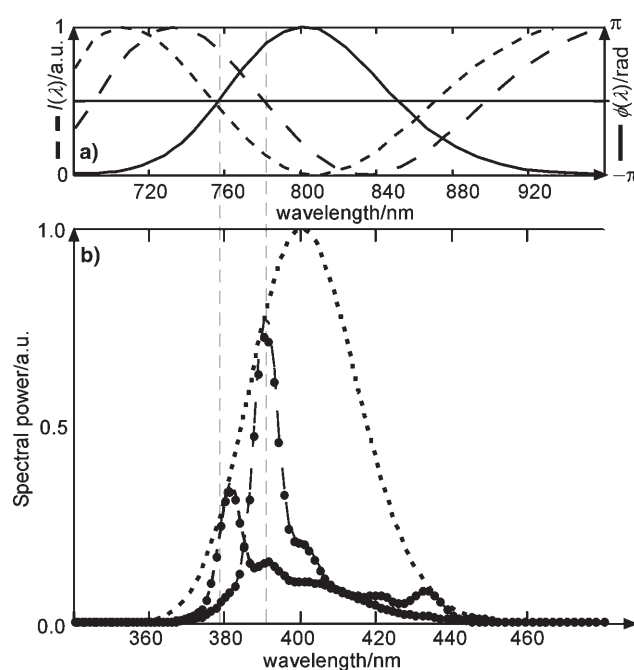 1
π
I(λ)/a.u.
ϕ(λ)/rad
a)
0
−π
720 760 800 840 880 920
wavelength/nm
1.0
b)
0.5
Spectral power/a.u.
0.0
360 380 400 420 440 460
wavelength/nm